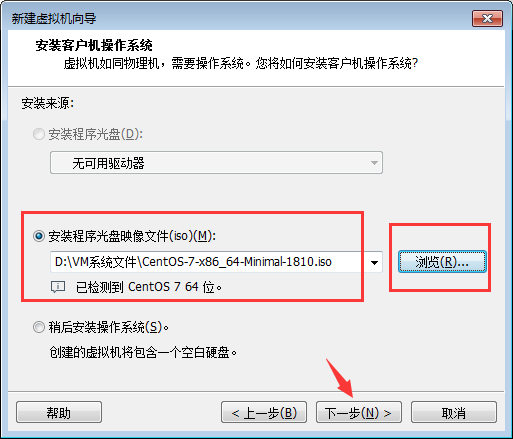 新建虚拟机向导
安装客户机操作系统
虚拟机如同物理机，需要操作系统。您将如何安装客户机操作系统?
安装来源:
安装程序光盘(D):
无可用驱动器
安装程序光盘映像文件(iso)(M):
D:\VM系统文件\CentOS-7-x86_64-Minimal-1810.iso
浏览(R)...
已检测到 CentOS 7 64 位。
稍后安装操作系统(S)。
创建的虚拟机将包含一个空白硬盘。
帮助
< 上一步(B)
下一步(N) >
取消